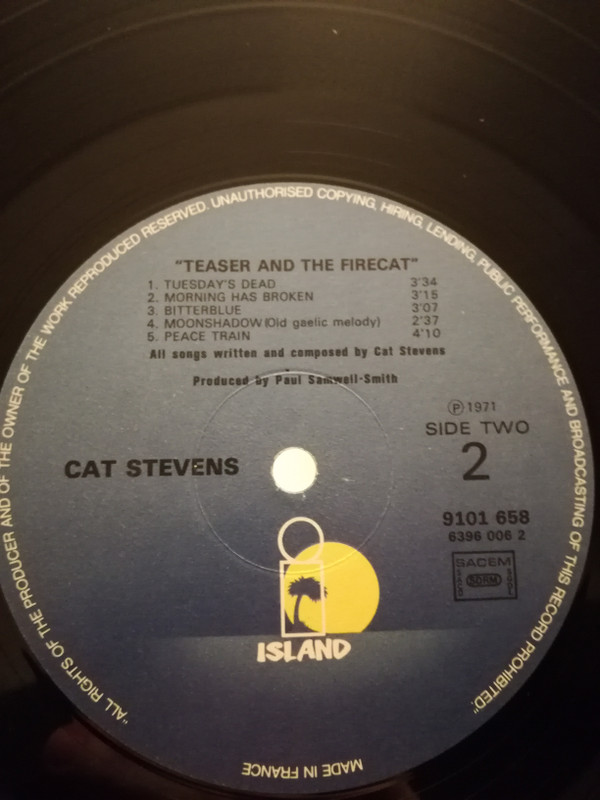 "ALL RIGHTS OF THE PRODUCER AND OF THE OWNER OF THE WORK REPRODUCED RESERVED. UNAUTHORISED COPYING, HIRING, LENDING, PUBLIC PERFORMANCE AND BROADCASTING OF THIS RECORD PROHIBITED."
"TEASER AND THE FIRECAT"
1. TUESDAY'S DEAD 3'34
2. MORNING HAS BROKEN 3'15
3. BITTERBLUE 3'07
4. MOONSHADOW (Old gaelic melody) 2'37
5. PEACE TRAIN 4'10
All songs written and composed by Cat Stevens
Produced by Paul Samwell-Smith
Ⓟ 1971
SIDE TWO
CAT STEVENS
2
9101 658
6396 006 2
SACEM
SDRM
ISLAND
MADE IN FRANCE